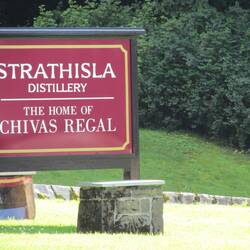 STRATHISLA
DISTILLERY
THE HOME OF
CHIVAS REGAL